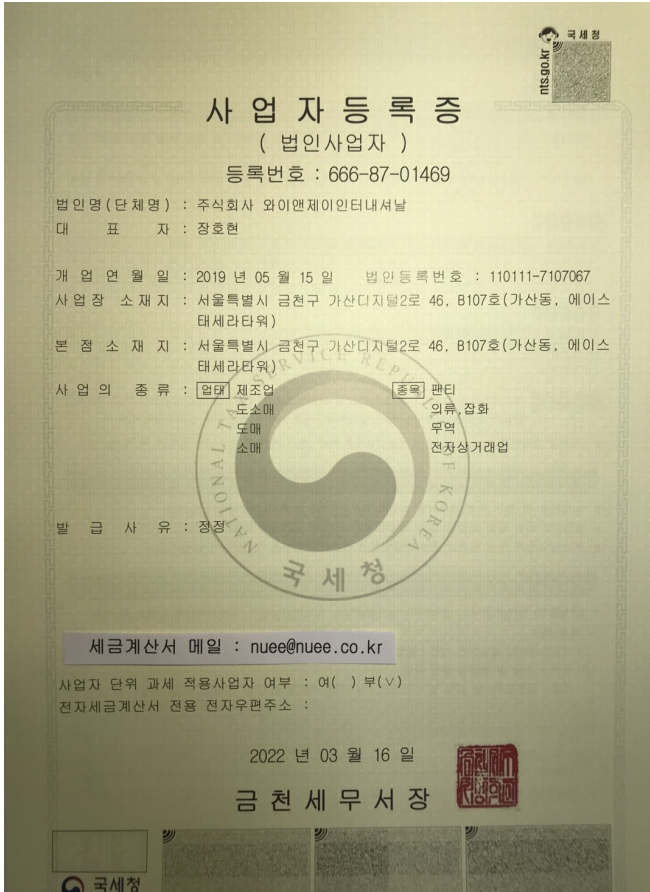 국세청
nts.go.kr
사업자등록증
( 법인사업자 )
등록번호 : 666-87-01469
법인명(단체명) : 주식회사 와이앤제이인터내셔날
대 표 자 : 장호현
개 업 연 월 일 : 2019 년 05 월 15 일 법인등록번호 : 110111-7107067
사업장 소재지 : 서울특별시 금천구 가산디지털2로 46, B107호(가산동, 에이스
태세라타워)
본 점 소 재 지 : 서울특별시 금천구 가산디지털2로 46, B107호(가산동, 에이스
태세라타워)
사 업 의 종 류 : 업태 제조업 종목 팬티
도소매 의류,잡화
도매 무역
소매 전자상거래업
NATIONAL TAX SERVICE REPUBLIC OF KOREA
발 급 사 유 : 정정
국세청
세금계산서 메일 : nuee@nuee.co.kr
사업자 단위 과세 적용사업자 여부 : 여( ) 부(∨)
전자세금계산서 전용 전자우편주소 :
2022 년 03 월 16 일
금천세무서장
국세청